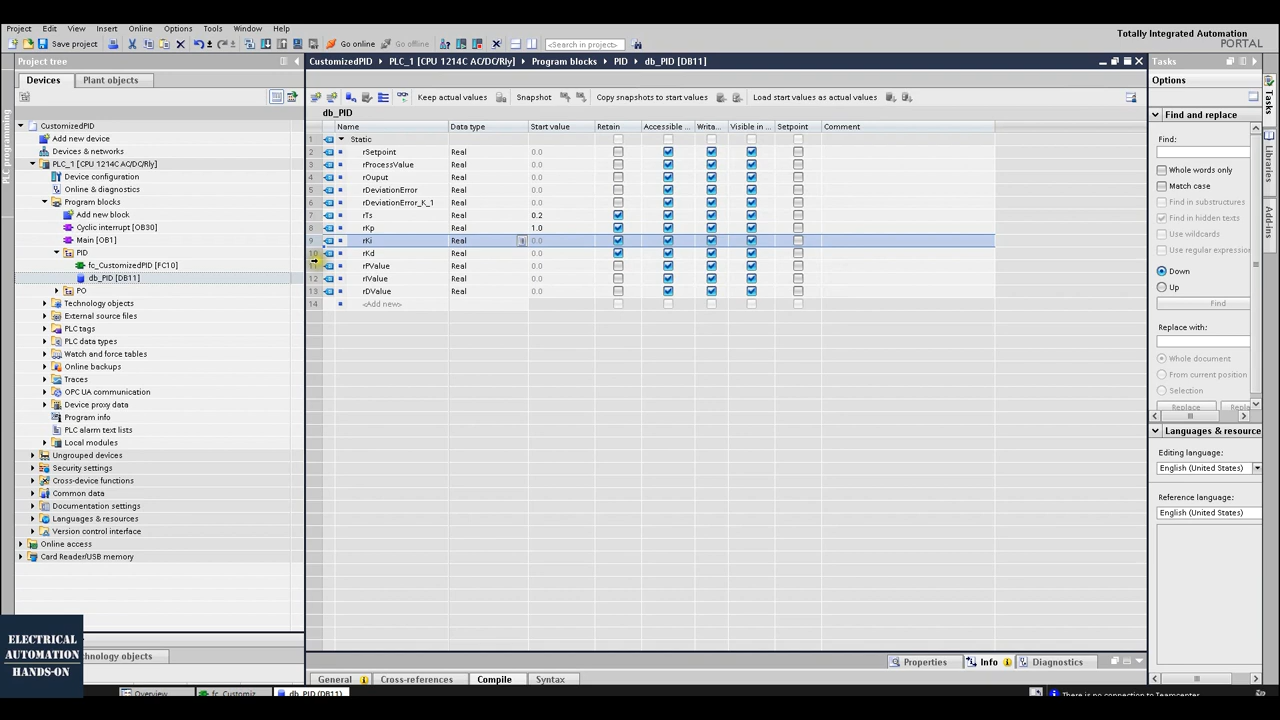 Project Edit View Insert Online Options Tools Window Help
Totally Integrated Automation
PORTAL
Save project Go online Go offline <Search in project>
Project tree
CustomizedPID PLC_1 [CPU 1214C AC/DC/Rly] Program blocks PID db_PID [DB11]
Tasks
Devices Plant objects
Options
Keep actual values Snapshot Copy snapshots to start values Load start values as actual values
PLC programming
db_PID
Name Data type Start value Retain Accessible ... Writa... Visible in ... Setpoint Comment
1 Static
2 rSetpoint Real 0.0
3 rProcessValue Real 0.0
4 rOuput Real 0.0
5 rDeviationError Real 0.0
6 rDeviationError_K_1 Real 0.0
7 rTs Real 0.2
8 rKp Real 1.0
9 rKi Real 0.0
10 rKd Real 0.0
11 rPValue Real 0.0
12 rIValue Real 0.0
13 rDValue Real 0.0
14 <Add new>
CustomizedPID
Add new device
Devices & networks
PLC_1 [CPU 1214C AC/DC/Rly]
Device configuration
Online & diagnostics
Program blocks
Add new block
Cyclic interrupt [OB30]
Main [OB1]
PID
fc_CustomizedPID [FC10]
db_PID [DB11]
PO
Technology objects
External source files
PLC tags
PLC data types
Watch and force tables
Online backups
Traces
OPC UA communication
Device proxy data
Program info
PLC alarm text lists
Local modules
Ungrouped devices
Security settings
Cross-device functions
Common data
Documentation settings
Languages & resources
Version control interface
Online access
Card Reader/USB memory
Find and replace
Find:
Whole words only
Match case
Find in substructures
Find in hidden texts
Use wildcards
Use regular expression
Down
Up
Find
Replace with:
Whole document
From current position
Selection
Replace Repl
Languages & resource
Editing language:
English (United States)
Reference language:
English (United States)
Tasks
Libraries
Add-ins
ELECTRICAL
AUTOMATION
HANDS-ON
chnology objects
Properties Info Diagnostics
General Cross-references Compile Syntax
Overview fc_Customiz... db_PID (DB11)
There is no connection to Teamcenter.